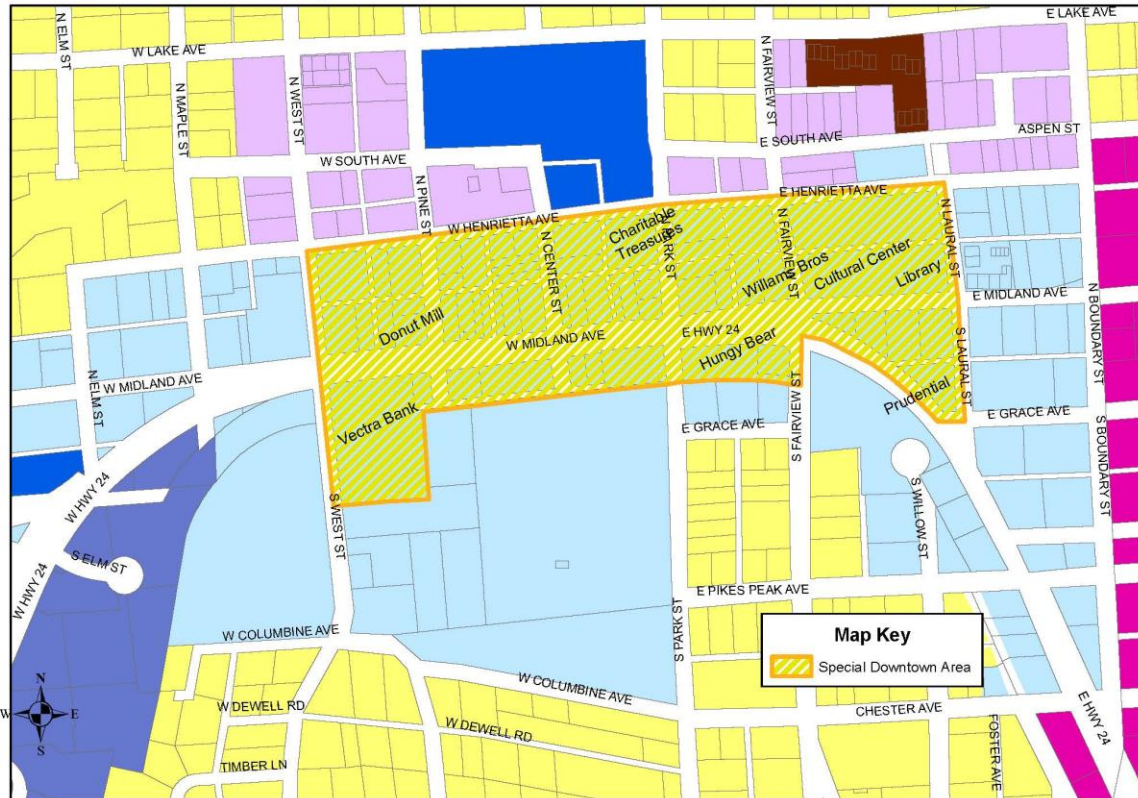 E LAKE AVE
N ELM ST
W LAKE AVE
N FAIRVIEW ST
N MAPLE ST
N WEST ST
E SOUTH AVE
ASPEN ST
W SOUTH AVE
N PINE ST
E HENRIETTA AVE
W HENRIETTA AVE
Charitable
Treasures
N CENTER ST
N PARK ST
N FAIRVIEW ST
N LAURAL ST
Willams Bros
Cultural Center
Library
N BOUNDARY ST
E MIDLAND AVE
Donut Mill
W MIDLAND AVE
E HWY 24
Hungy Bear
S LAURAL ST
W MIDLAND AVE
N ELM ST
Prudential
Vectra Bank
E GRACE AVE
E GRACE AVE
S FAIRVIEW ST
S BOUNDARY ST
W HWY 24
S WEST ST
S WILLOW ST
S ELM ST
W HWY 24
E PIKES PEAK AVE
S PARK ST
Map Key
Special Downtown Area
W COLUMBINE AVE
W COLUMBINE AVE
N
W E
S
W DEWELL RD
W DEWELL RD
CHESTER AVE
E HWY 24
FOSTER AVE
TIMBER LN